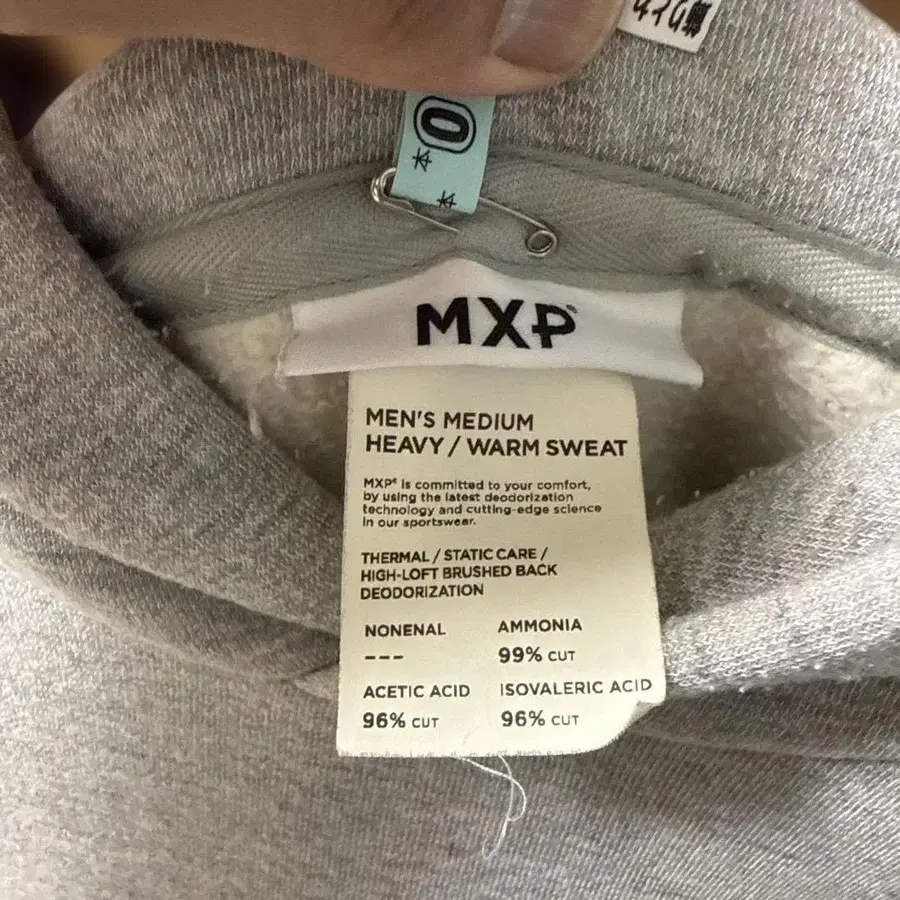 0
MXP®
MEN'S MEDIUM
HEAVY / WARM SWEAT
MXP® is committed to your comfort,
by using the latest deodorization
technology and cutting-edge science
in our sportswear.
THERMAL / STATIC CARE /
HIGH-LOFT BRUSHED BACK
DEODORIZATION
NONENAL AMMONIA
--- 99% CUT
ACETIC ACID ISOVALERIC ACID
96% CUT 96% CUT